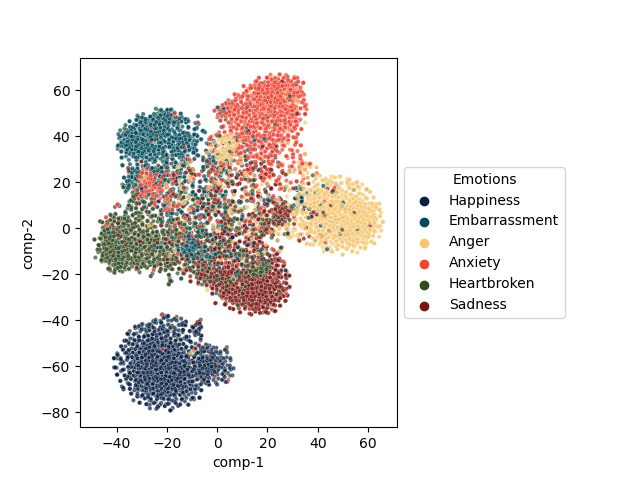 60
40
20
0
−20
−40
−60
−80
comp-2
−40 −20 0 20 40 60
comp-1
Emotions
Happiness
Embarrassment
Anger
Anxiety
Heartbroken
Sadness